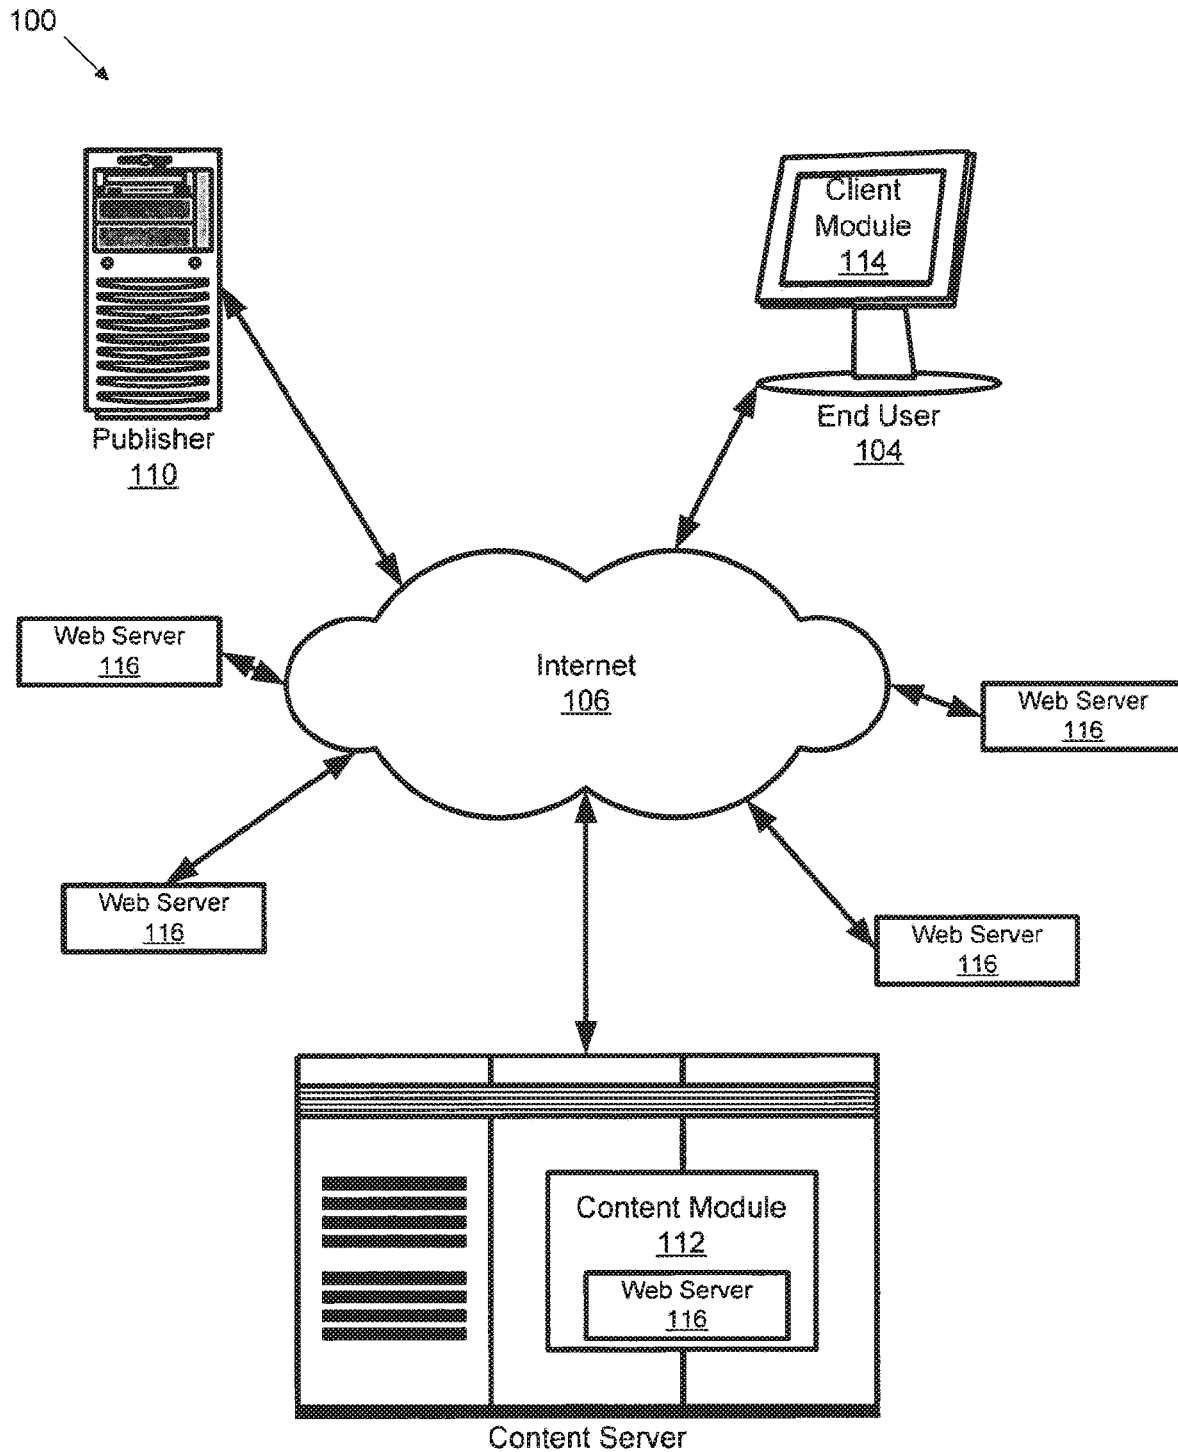 100
Client
Module
114
Publisher
110
End User
104
Web Server
116
Internet
106
Web Server
116
Web Server
116
Web Server
116
Content Module
112
Web Server
116
Content Server